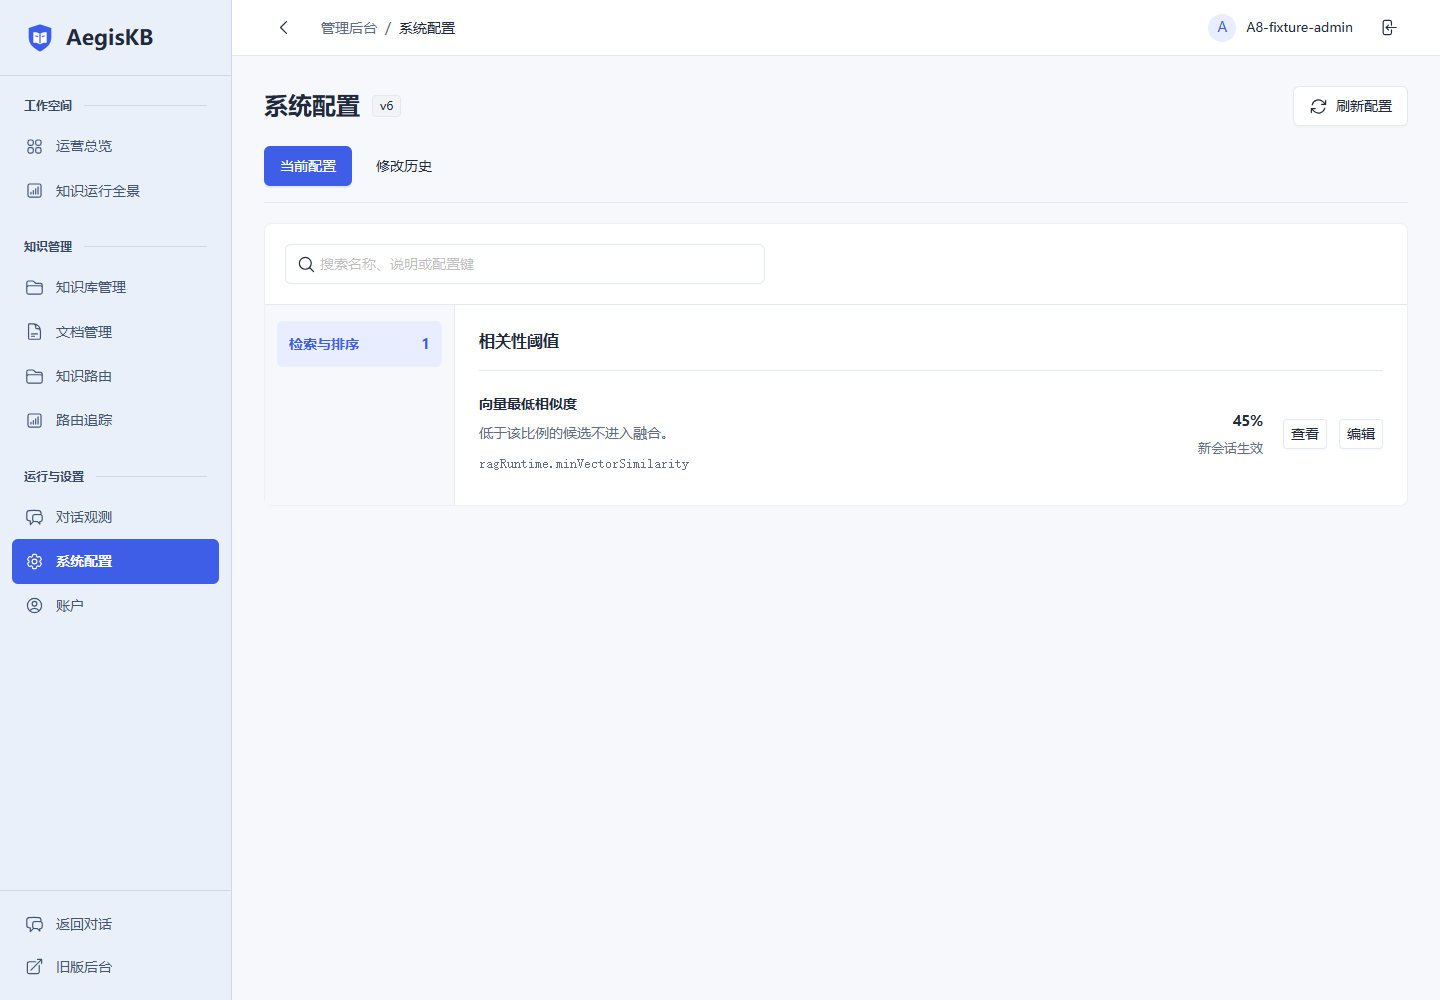 AegisKB
工作空间
运营总览
知识运行全景
知识管理
知识库管理
文档管理
知识路由
路由追踪
运行与设置
对话观测
系统配置
账户
返回对话
旧版后台
管理后台 / 系统配置
A A8-fixture-admin
系统配置 v6
刷新配置
当前配置 修改历史
搜索名称、说明或配置键
检索与排序 1
相关性阈值
向量最低相似度
低于该比例的候选不进入融合。
ragRuntime.minVectorSimilarity
45%
新会话生效
查看 编辑